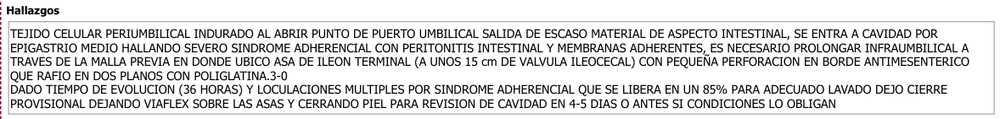 Hallazgos
TEJIDO CELULAR PERIUMBILICAL INDURADO AL ABRIR PUNTO DE PUERTO UMBILICAL SALIDA DE ESCASO MATERIAL DE ASPECTO INTESTINAL, SE ENTRA A CAVIDAD POR
EPIGASTRIO MEDIO HALLANDO SEVERO SINDROME ADHERENCIAL CON PERITONITIS INTESTINAL Y MEMBRANAS ADHERENTES, ES NECESARIO PROLONGAR INFRAUMBILICAL A
TRAVES DE LA MALLA PREVIA EN DONDE UBICO ASA DE ILEON TERMINAL (A UNOS 15 cm DE VALVULA ILEOCECAL) CON PEQUEÑA PERFORACION EN BORDE ANTIMESENTERICO
QUE RAFIO EN DOS PLANOS CON POLIGLATINA.3-0
DADO TIEMPO DE EVOLUCION (36 HORAS) Y LOCULACIONES MULTIPLES POR SINDROME ADHERENCIAL QUE SE LIBERA EN UN 85% PARA ADECUADO LAVADO DEJO CIERRE
PROVISIONAL DEJANDO VIAFLEX SOBRE LAS ASAS Y CERRANDO PIEL PARA REVISION DE CAVIDAD EN 4-5 DIAS O ANTES SI CONDICIONES LO OBLIGAN